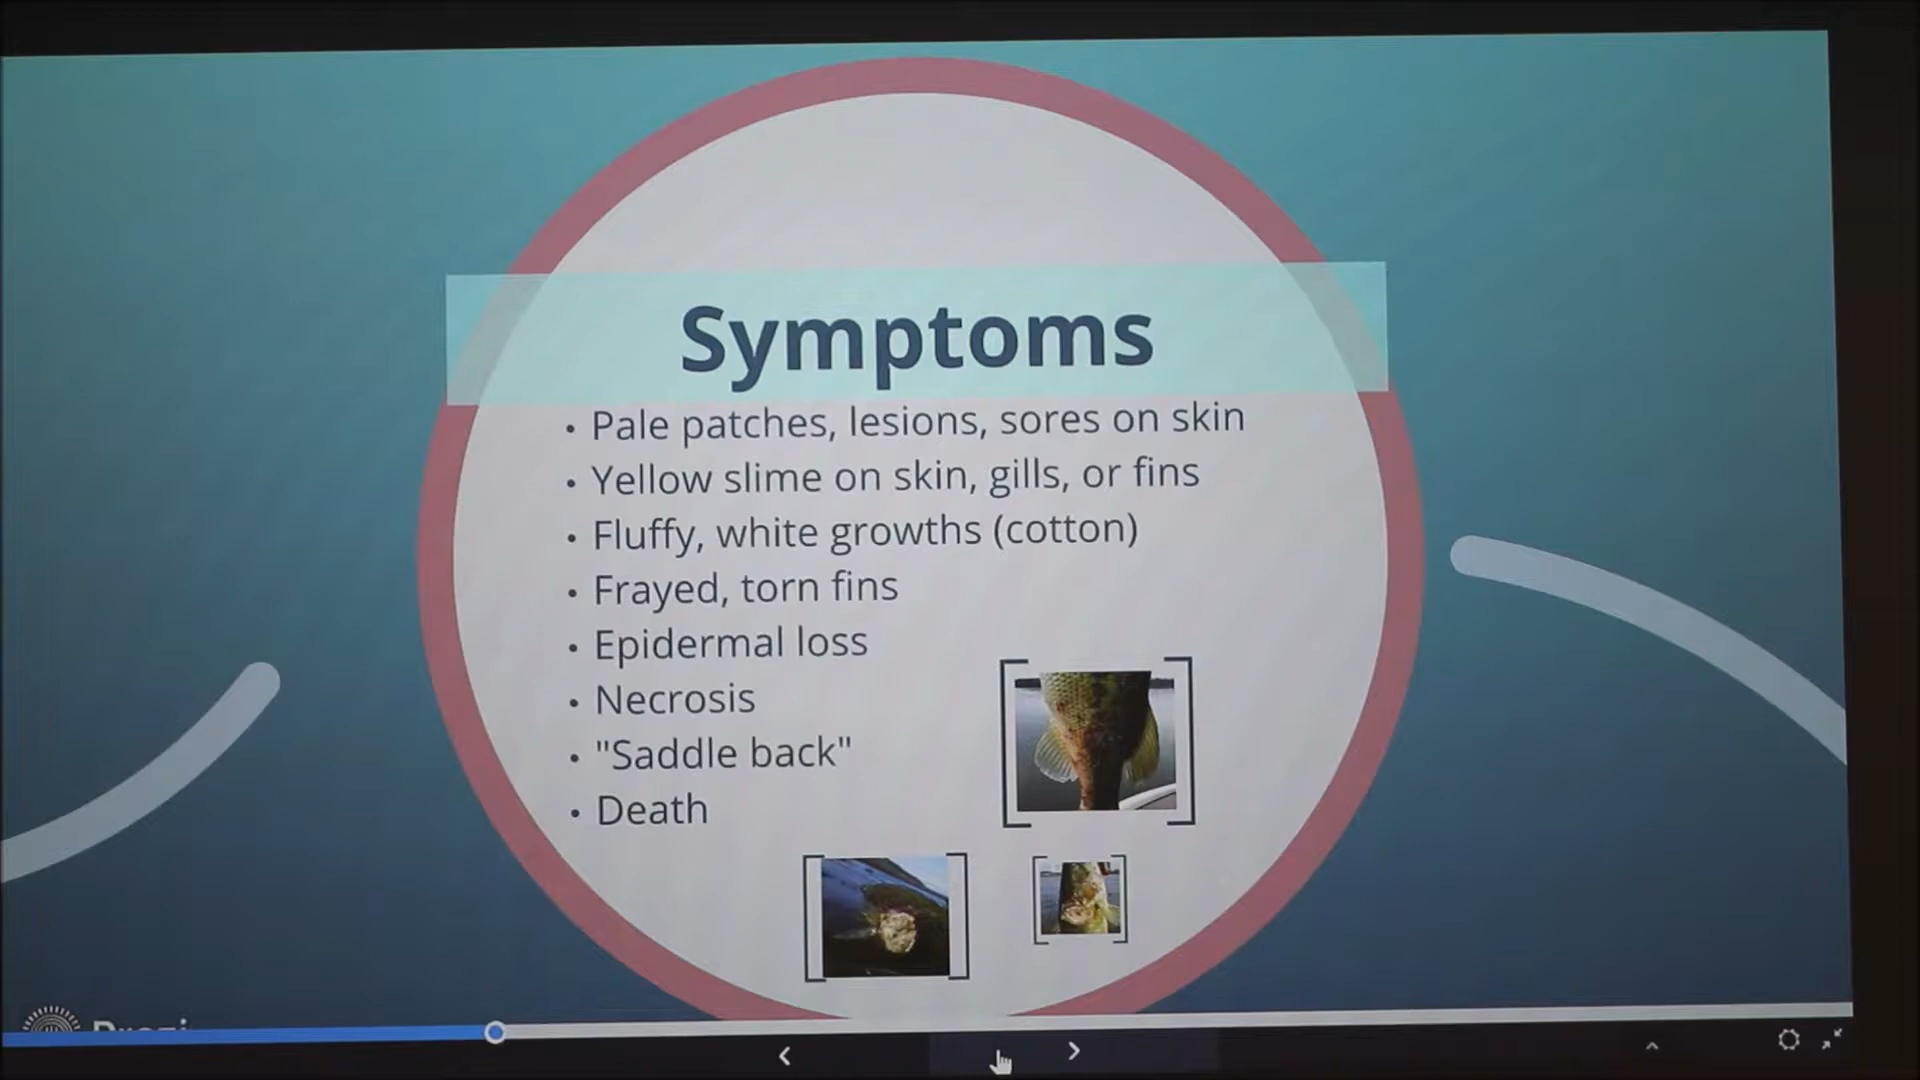 Symptoms
• Pale patches, lesions, sores on skin
• Yellow slime on skin, gills, or fins
• Fluffy, white growths (cotton)
• Frayed, torn fins
• Epidermal loss
• Necrosis
• "Saddle back"
• Death